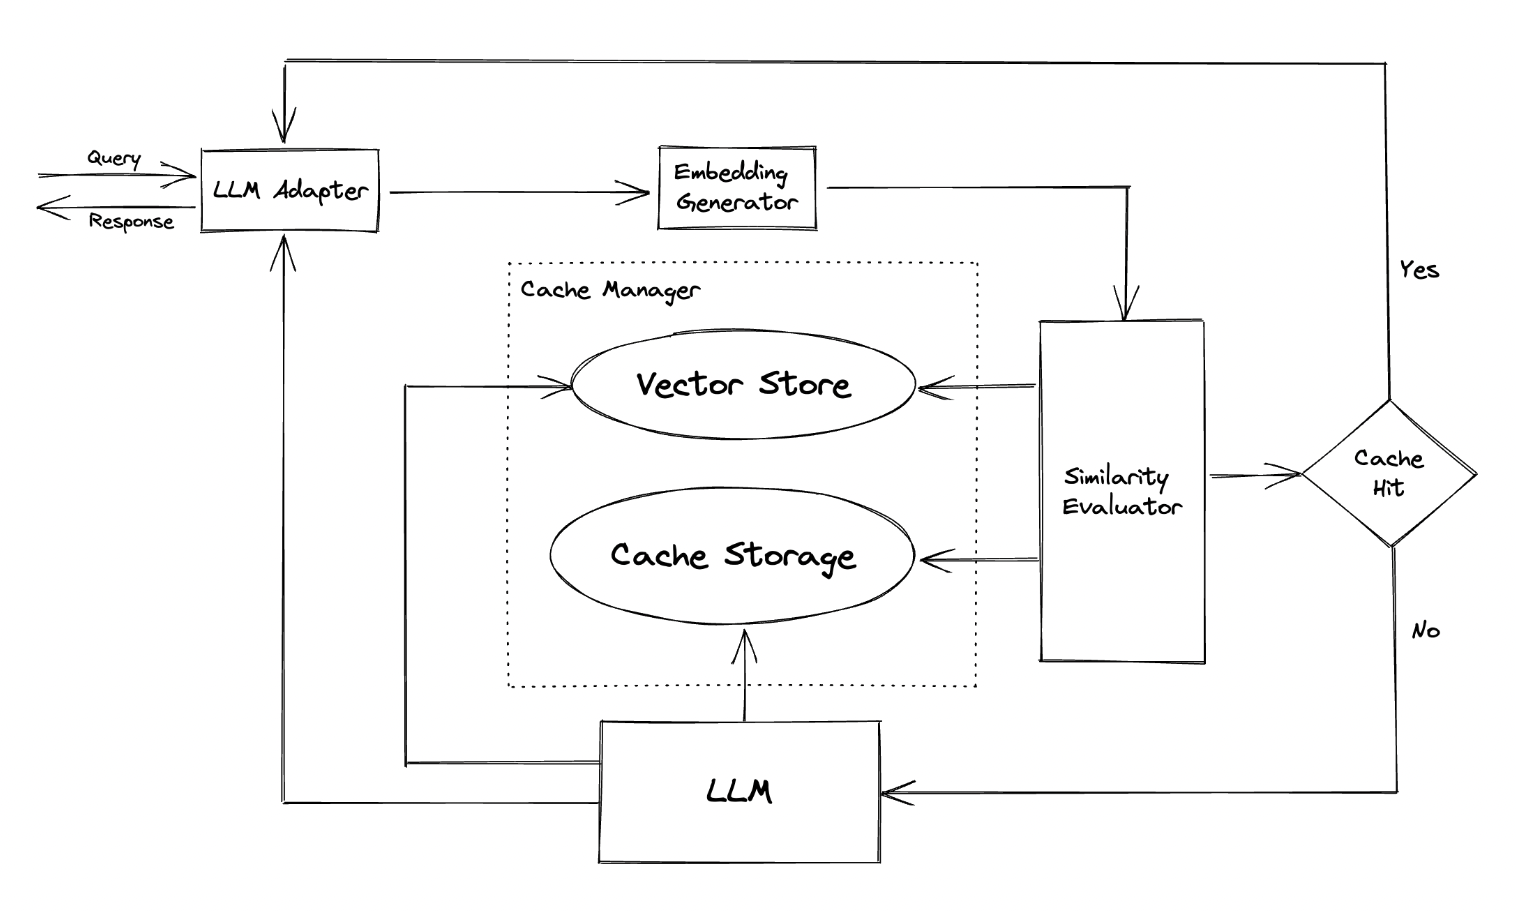 Query
LLM Adapter
Response
Embedding
Generator
Cache Manager
Yes
Vector Store
Cache
Hit
Similarity
Evaluator
Cache Storage
No
LLM